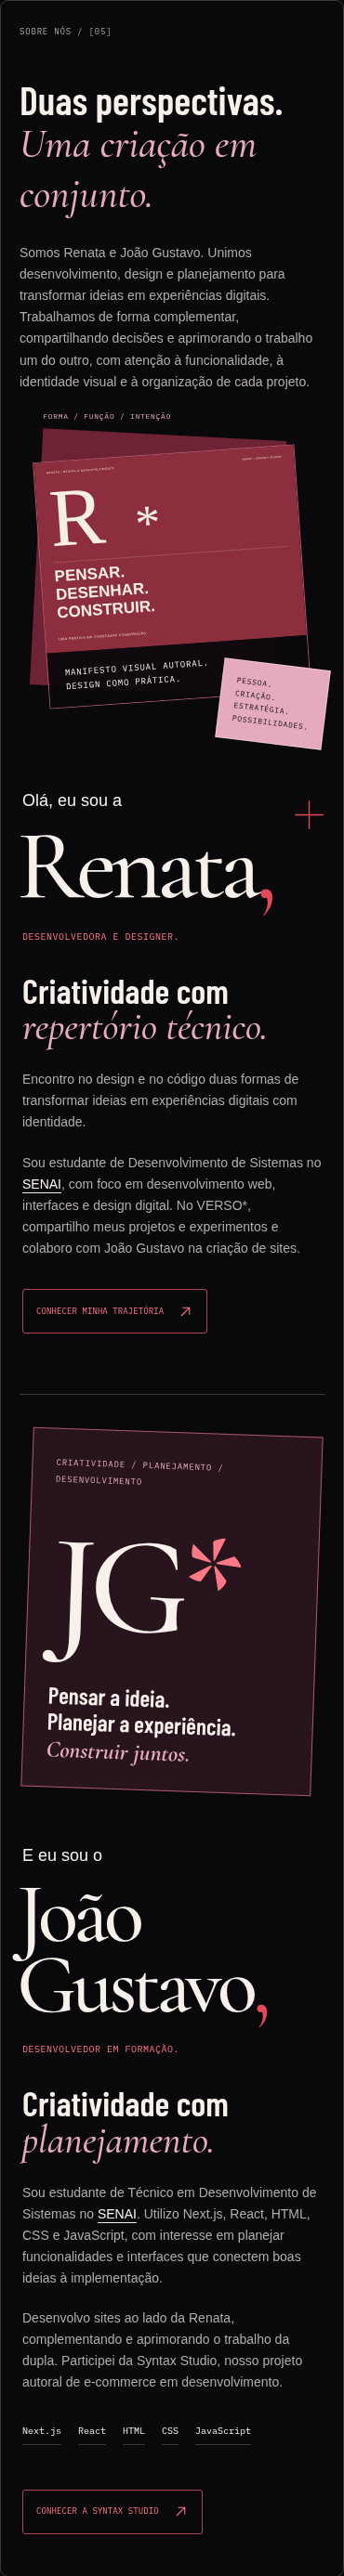 SOBRE NÓS / [05]
Duas perspectivas.
Uma criação em
conjunto.
Somos Renata e João Gustavo. Unimos
desenvolvimento, design e planejamento para
transformar ideias em experiências digitais.
Trabalhamos de forma complementar,
compartilhando decisões e aprimorando o trabalho
um do outro, com atenção à funcionalidade, à
identidade visual e à organização de cada projeto.
FORMA / FUNÇÃO / INTENÇÃO
R *
PENSAR.
DESENHAR.
CONSTRUIR.
MANIFESTO VISUAL AUTORAL.
DESIGN COMO PRÁTICA.
PESSOA.
CRIAÇÃO.
ESTRATÉGIA.
POSSIBILIDADES.
Olá, eu sou a
Renata,
DESENVOLVEDORA E DESIGNER.
Criatividade com
repertório técnico.
Encontro no design e no código duas formas de
transformar ideias em experiências digitais com
identidade.
Sou estudante de Desenvolvimento de Sistemas no
SENAI, com foco em desenvolvimento web,
interfaces e design digital. No VERSO*,
compartilho meus projetos e experimentos e
colaboro com João Gustavo na criação de sites.
CONHECER MINHA TRAJETÓRIA
CRIATIVIDADE / PLANEJAMENTO /
DESENVOLVIMENTO
JG*
Pensar a ideia.
Planejar a experiência.
Construir juntos.
E eu sou o
João
Gustavo,
DESENVOLVEDOR EM FORMAÇÃO.
Criatividade com
planejamento.
Sou estudante de Técnico em Desenvolvimento de
Sistemas no SENAI. Utilizo Next.js, React, HTML,
CSS e JavaScript, com interesse em planejar
funcionalidades e interfaces que conectem boas
ideias à implementação.
Desenvolvo sites ao lado da Renata,
complementando e aprimorando o trabalho da
dupla. Participei da Syntax Studio, nosso projeto
autoral de e-commerce em desenvolvimento.
Next.js React HTML CSS JavaScript
CONHECER A SYNTAX STUDIO